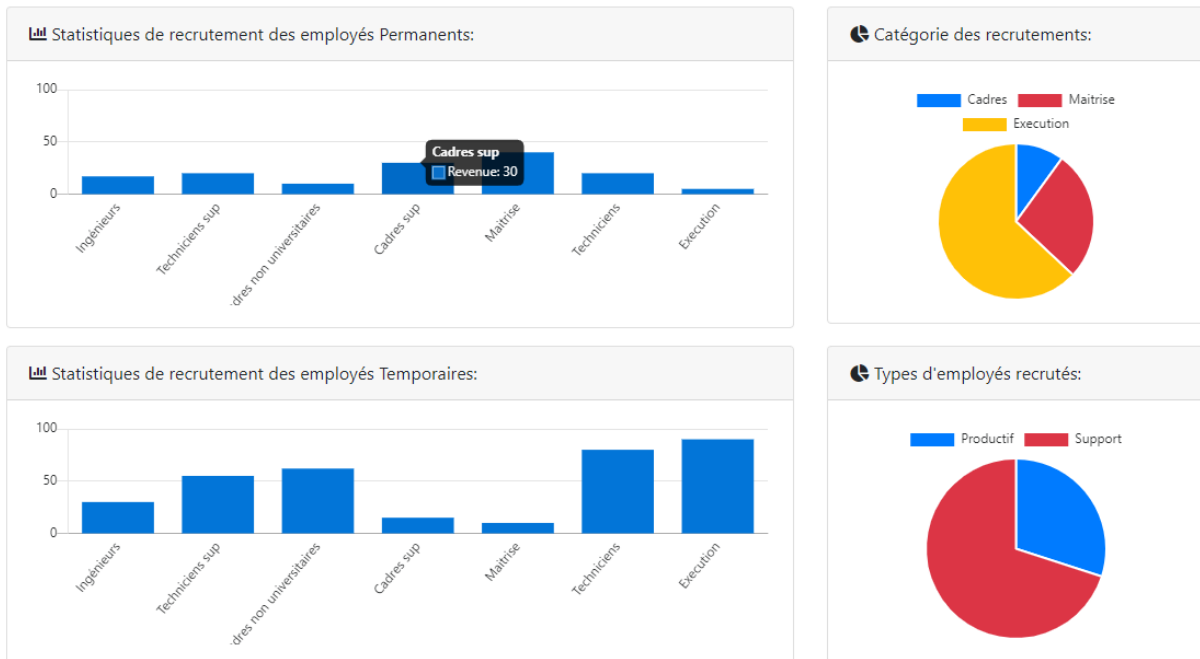 Statistiques de recrutement des employés Permanents:
100
50
0
Cadres sup
Revenue: 30
Ingénieurs
Techniciens sup
dres non universitaires
Cadres sup
Maitrise
Techniciens
Execution
Catégorie des recrutements:
Cadres Maitrise
Execution
Statistiques de recrutement des employés Temporaires:
100
50
0
Ingénieurs
Techniciens sup
dres non universitaires
Cadres sup
Maitrise
Techniciens
Execution
Types d'employés recrutés:
Productif Support